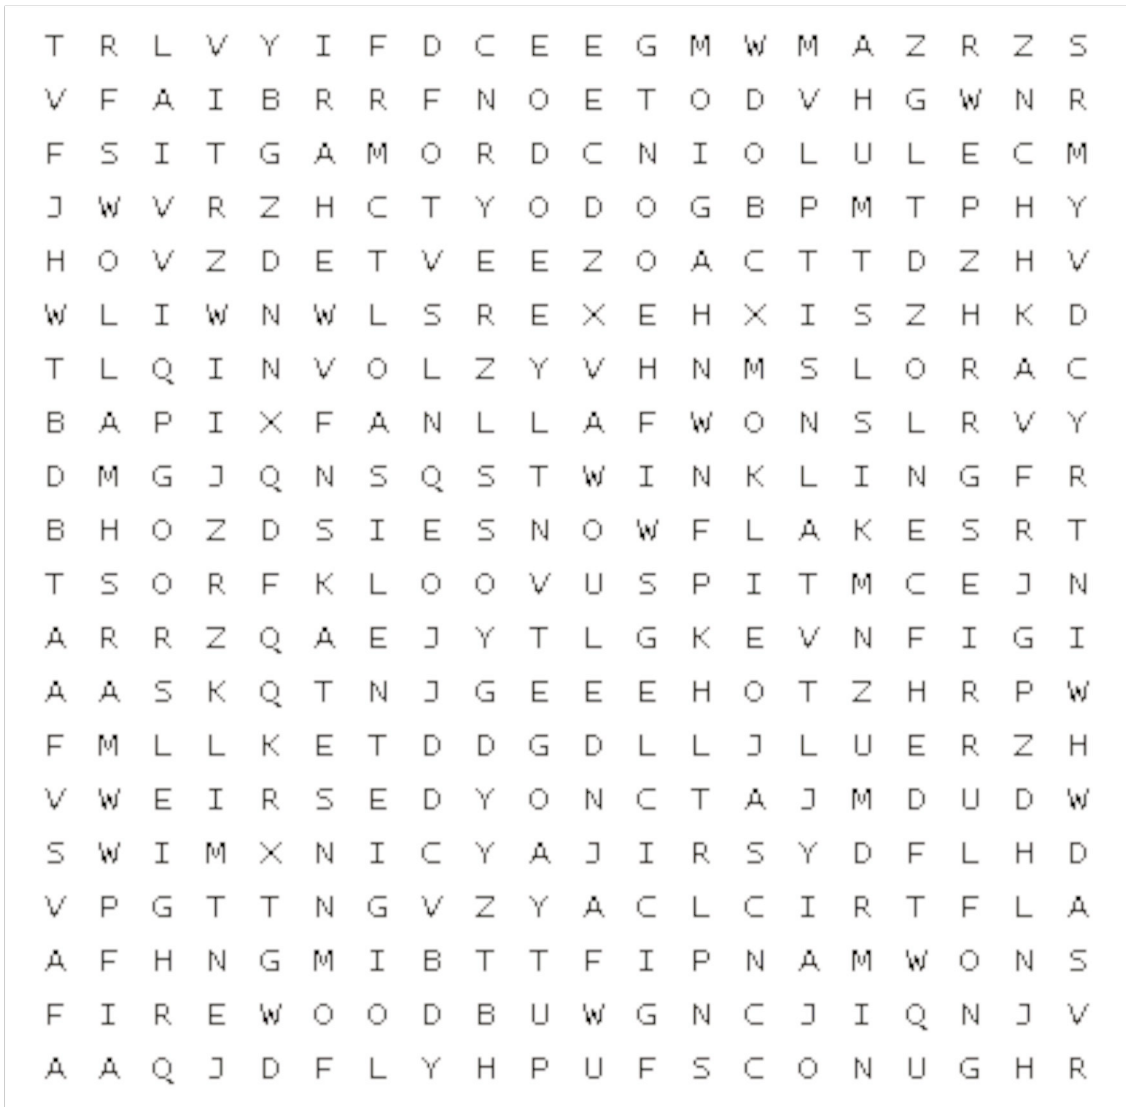 T R L V Y I F D C E E G M W M A Z R Z S
V F A I B R R F N O E T O D V H G W N R
F S I T G A M O R D C N I O L U L E C M
J W V R Z H C T Y O D O G B P M T P H Y
H O V Z D E T V E E Z O A C T T D Z H V
W L I W N W L S R E X E H X I S Z H K D
T L Q I N V O L Z Y V H N M S L O R A C
B A P I X F A N L L A F W O N S L R V Y
D M G J Q N S Q S T W I N K L I N G F R
B H O Z D S I E S N O W F L A K E S R T
T S O R F K L O O V U S P I T M C E J N
A R R Z Q A E J Y T L G K E V N F I G I
A A S K Q T N J G E E E H O T Z H R P W
F M L L K E T D D G D L L J L U E R Z H
V W E I R S E D Y O N C T A J M D U D W
S W I M X N I C Y A J I R S Y D F L H D
V P G T T N G V Z Y A C L C I R T F L A
A F H N G M I B T T F I P N A M W O N S
F I R E W O O D B U W G N C J I Q N J V
A A Q J D F L Y H P U F S C O N U G H R